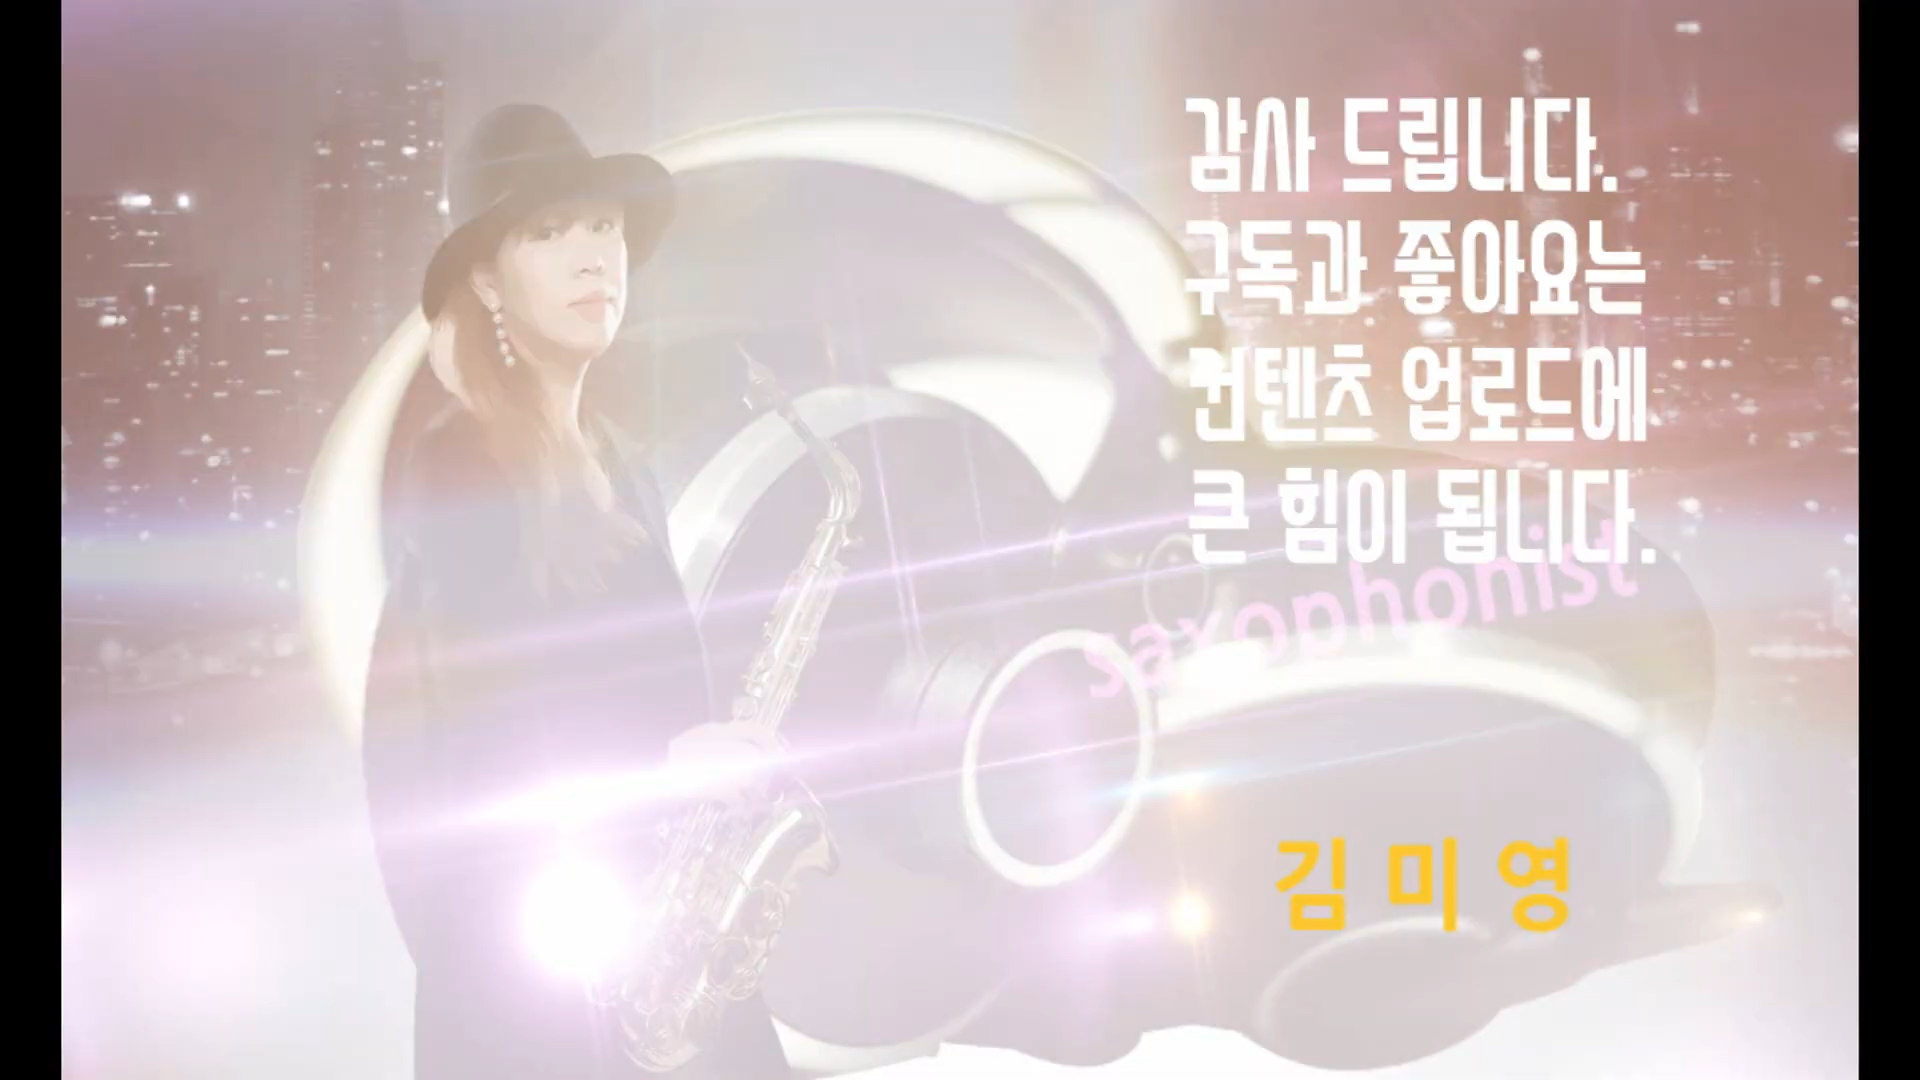 감사 드립니다.
구독과 좋아요는
컨텐츠 업로드에
큰 힘이 됩니다.
saxophonist
김미영